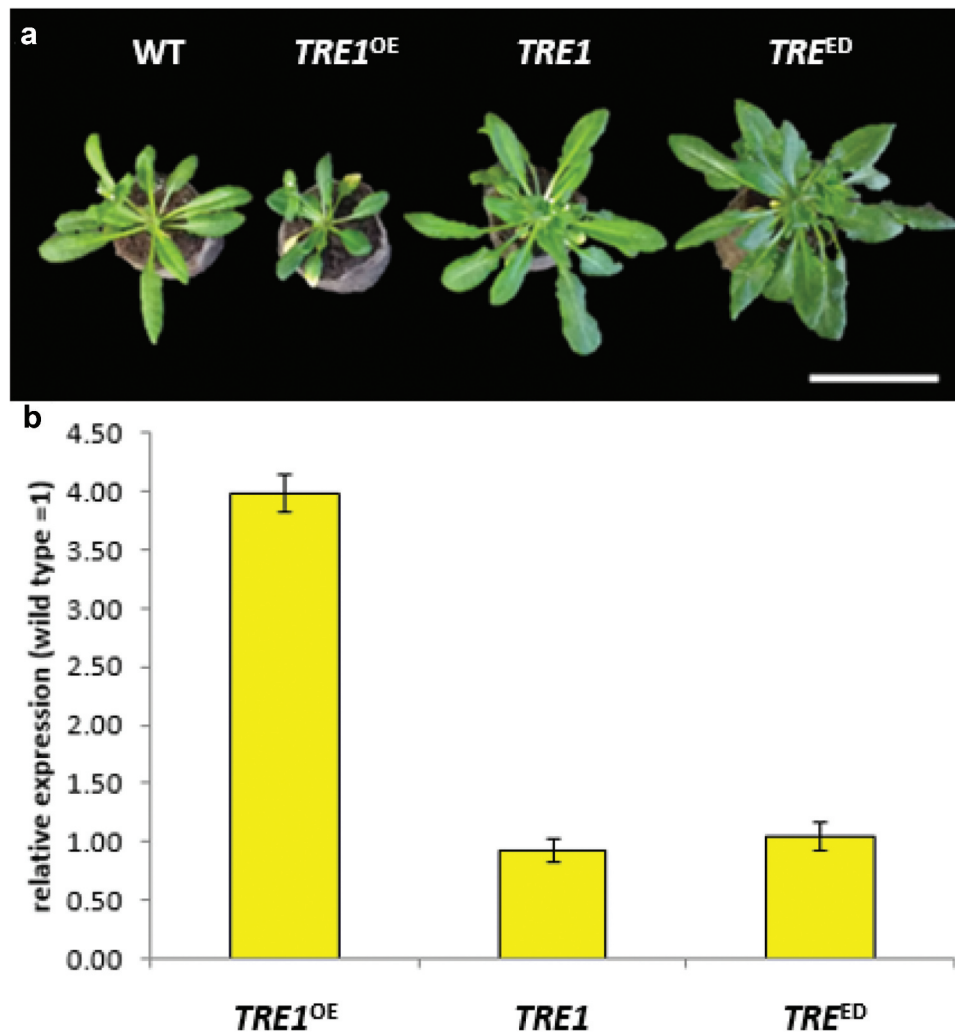 a
WT TRE1OE TRE1 TREED
b
relative expression (wild type =1)
4.50
4.00
3.50
3.00
2.50
2.00
1.50
1.00
0.50
0.00
TRE1OE TRE1 TREED